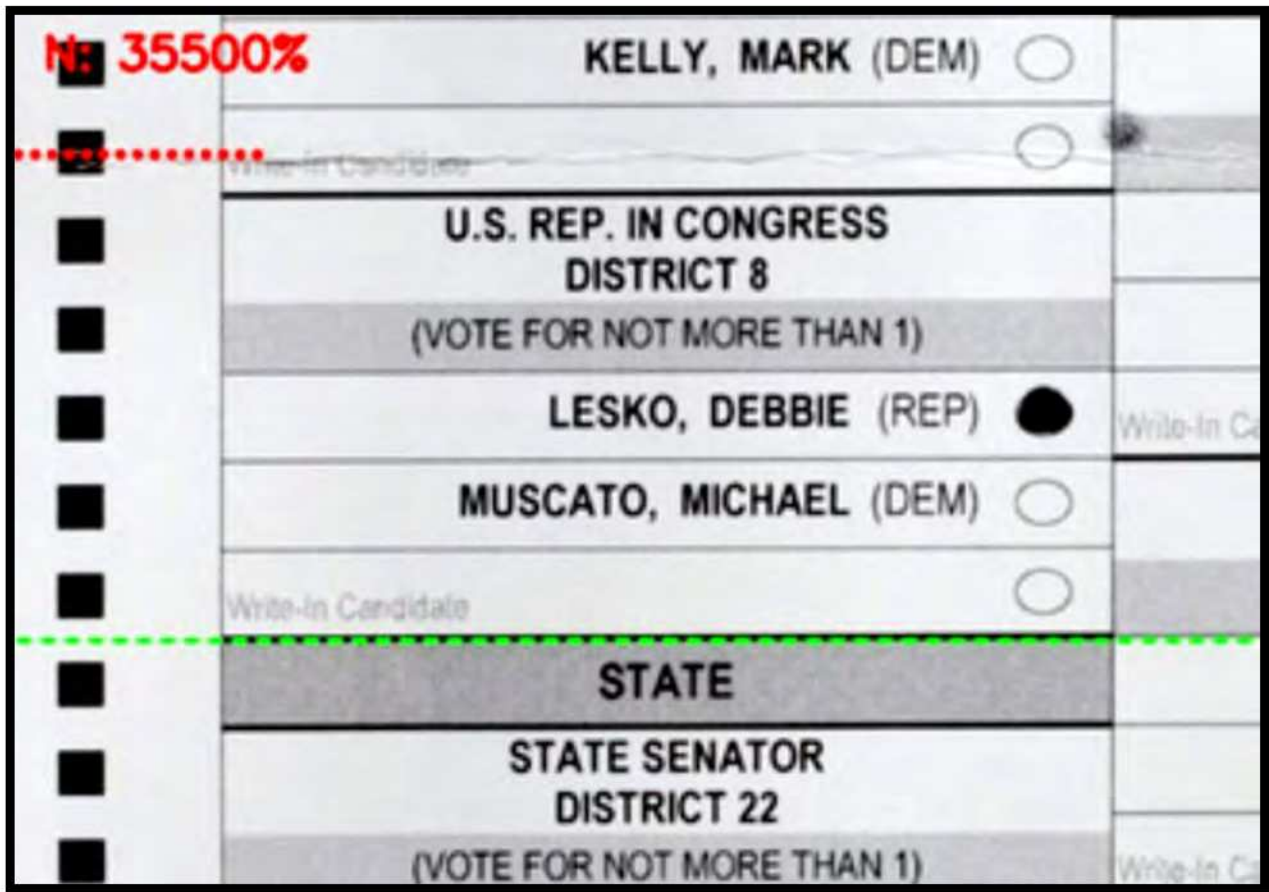 N: 35500%
KELLY, MARK (DEM)
Write-In Candidate
U.S. REP. IN CONGRESS
DISTRICT 8
(VOTE FOR NOT MORE THAN 1)
LESKO, DEBBIE (REP)
MUSCATO, MICHAEL (DEM)
Write-In Candidate
STATE
STATE SENATOR
DISTRICT 22
(VOTE FOR NOT MORE THAN 1)
Write-In
Write-In